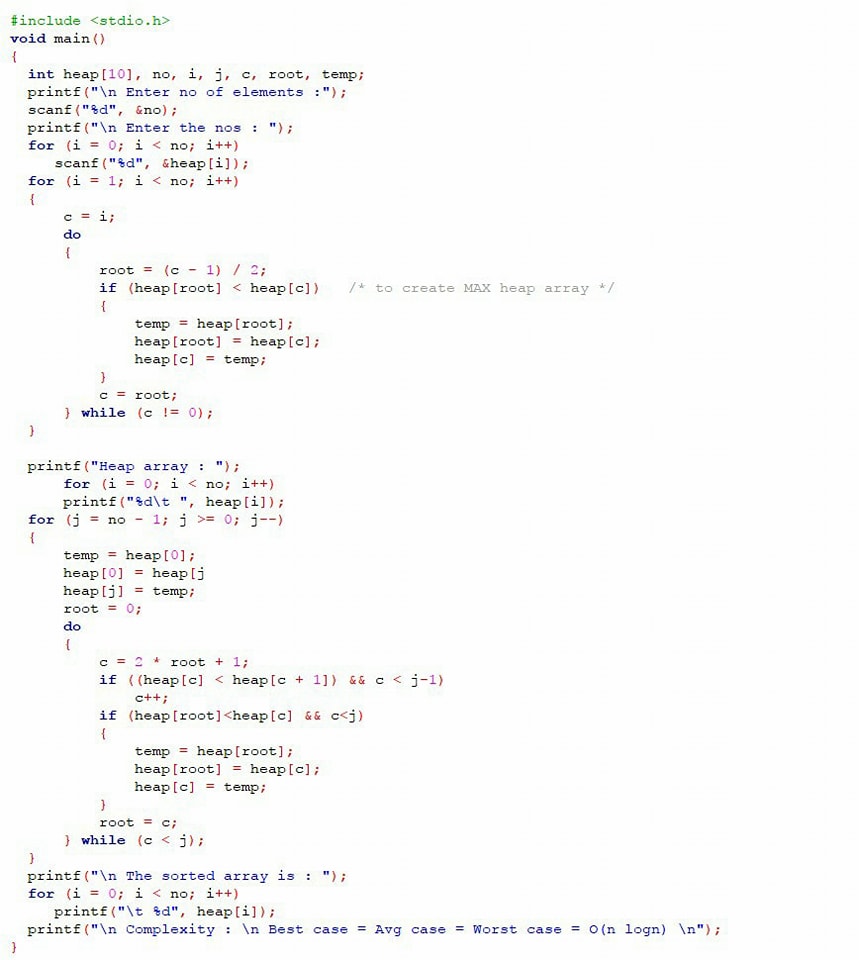 #include <stdio.h>
void main()
{
  int heap[10], no, i, j, c, root, temp;
  printf("\n Enter no of elements :");
  scanf("%d", &no);
  printf("\n Enter the nos : ");
  for (i = 0; i < no; i++)
     scanf("%d", &heap[i]);
  for (i = 1; i < no; i++)
  {
      c = i;
      do
      {
          root = (c - 1) / 2;
          if (heap[root] < heap[c])   /* to create MAX heap array */
          {
              temp = heap[root];
              heap[root] = heap[c];
              heap[c] = temp;
          }
          c = root;
      } while (c != 0);
  }
  printf("Heap array : ");
      for (i = 0; i < no; i++)
      printf("%d\t ", heap[i]);
  for (j = no - 1; j >= 0; j--)
  {
      temp = heap[0];
      heap[0] = heap[j
      heap[j] = temp;
      root = 0;
      do
      {
          c = 2 * root + 1;
          if ((heap[c] < heap[c + 1]) && c < j-1)
              c++;
          if (heap[root]<heap[c] && c<j)
          {
              temp = heap[root];
              heap[root] = heap[c];
              heap[c] = temp;
          }
          root = c;
      } while (c < j);
  }
  printf("\n The sorted array is : ");
  for (i = 0; i < no; i++)
     printf("\t %d", heap[i]);
  printf("\n Complexity : \n Best case = Avg case = Worst case = O(n logn) \n");
}